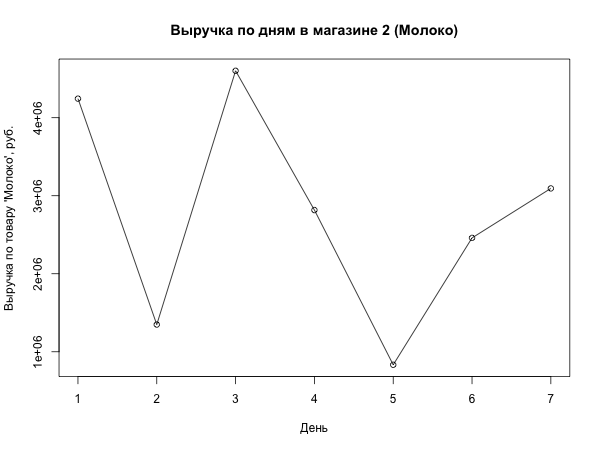 Выручка по дням в магазине 2 (Молоко)
Выручка по товару 'Молоко', руб.
4e+06
3e+06
2e+06
1e+06
1 2 3 4 5 6 7
День